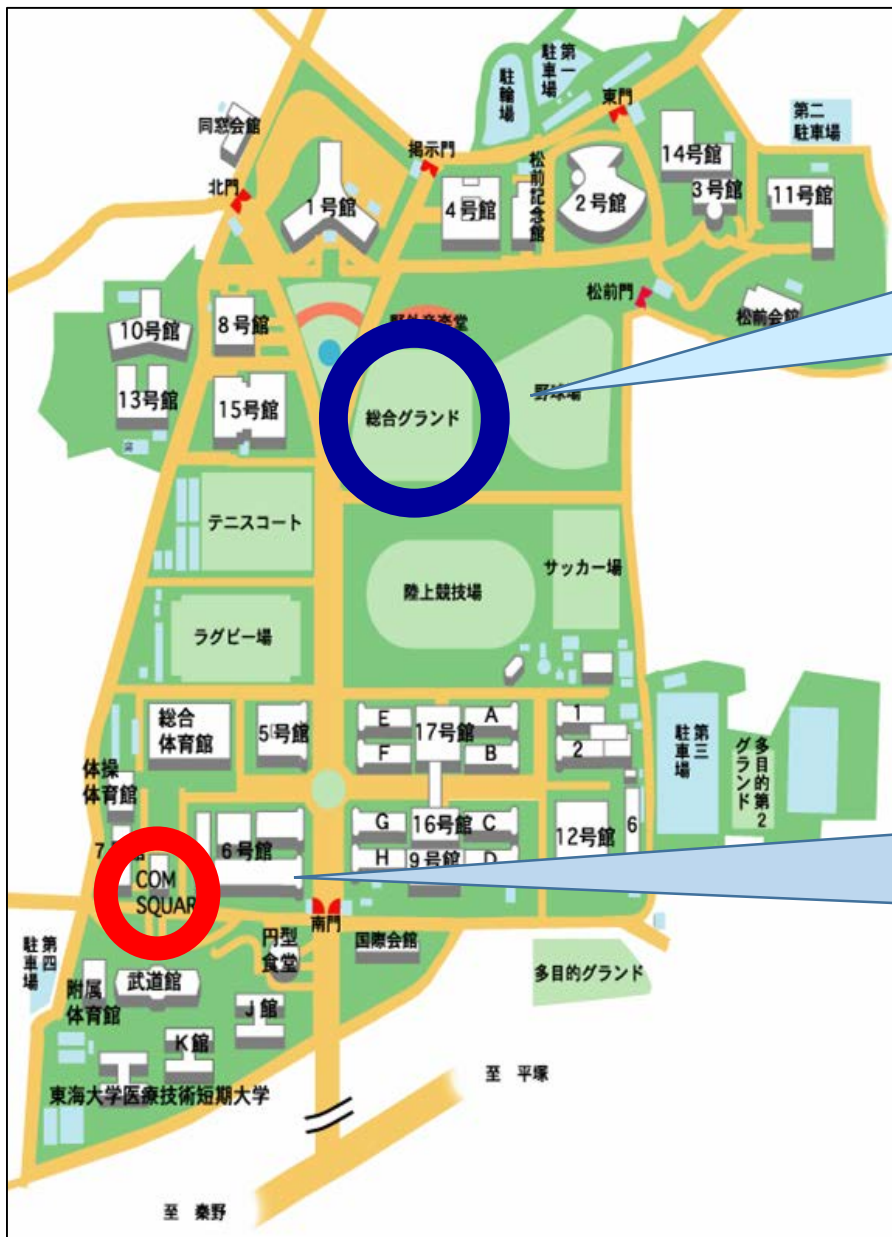 同窓会館
北門
1号館
掲示門
4号館
松前記念館
駐輪場
第一
駐車場
東門
2号館
14号館
3号館
第二
駐車場
11号館
松前門
松前会館
10号館
8号館
13号館
15号館
野外音楽堂
総合グランド
野球場
テニスコート
陸上競技場
サッカー場
ラグビー場
総合
体育館
5号館
E
F
17号館
A
B
1
2
第三
駐車場
多目的第2
グランド
体操
体育館
6号館
G
H
16号館
9号館
C
D
12号館
6
COM
SQUAR
南門
円型
食堂
国際会館
第四
駐車場
附属
体育館
武道館
J館
K館
多目的グランド
東海大学医療技術短期大学
至 平塚
至 秦野